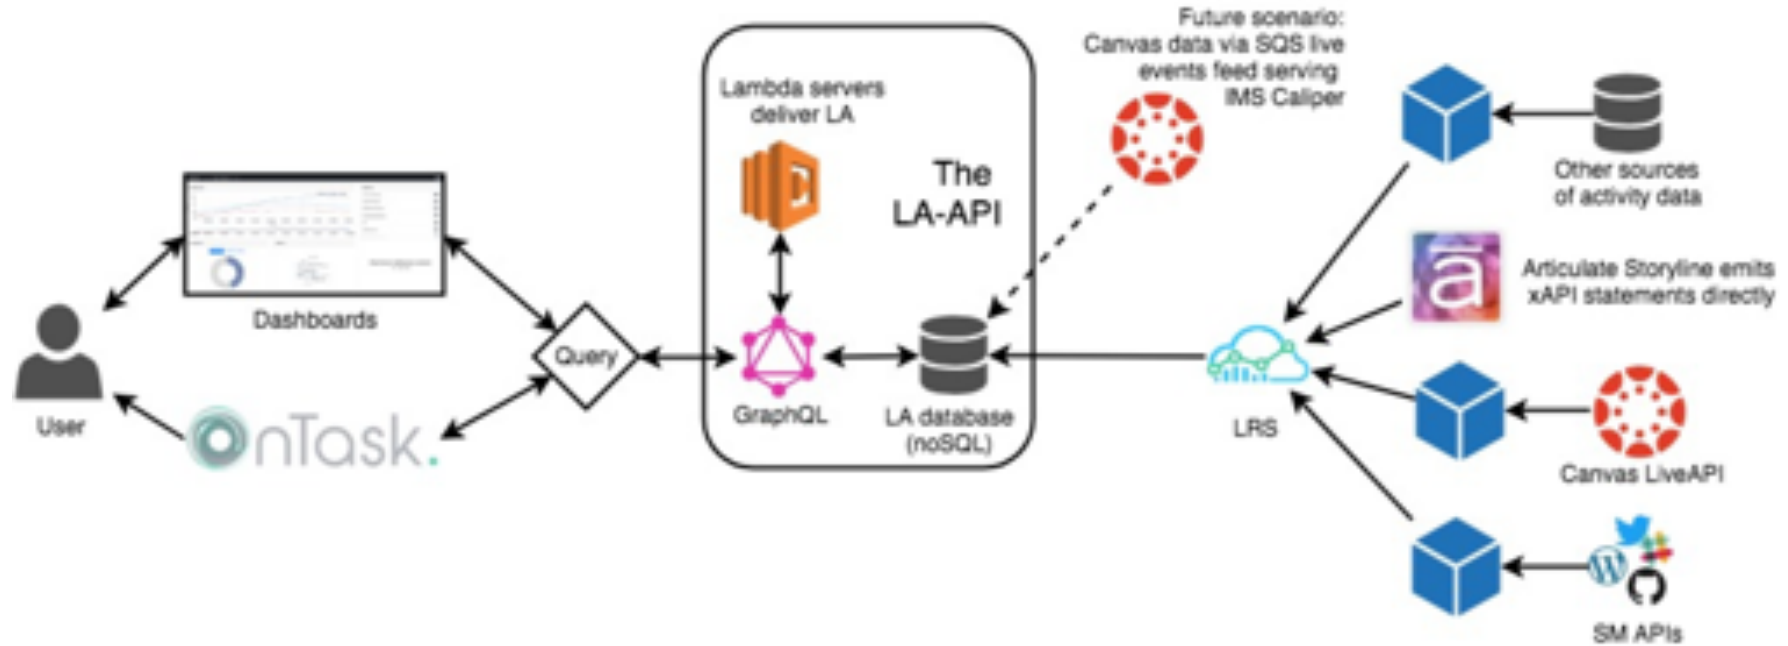 Future scenario:
Canvas data via SQS live
events feed serving
IMS Caliper
Lambda servers
deliver LA
The
LA-API
Other sources
of activity data
Articulate Storyline emits
xAPI statements directly
ā
Dashboards
Query
User
OnTask.
GraphQL
LA database
(noSQL)
LRS
Canvas LiveAPI
SM APIs